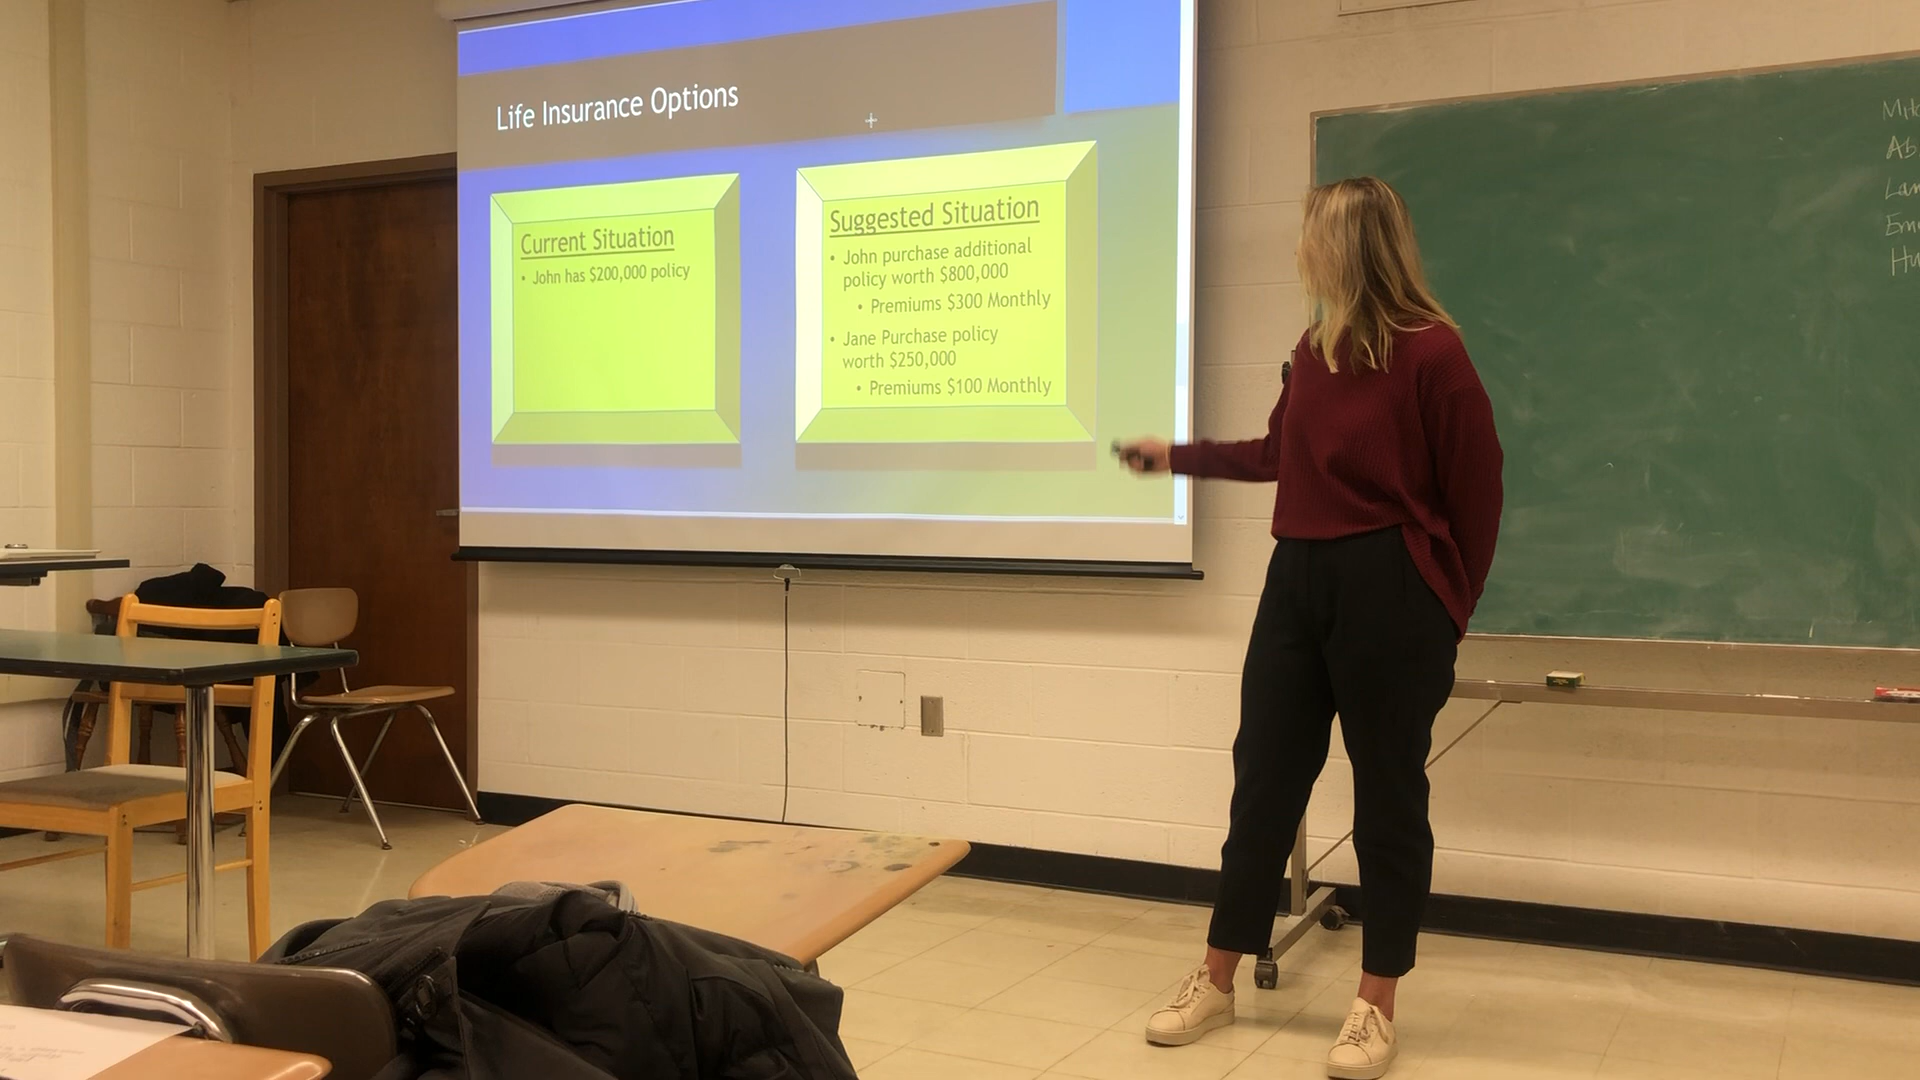 Life Insurance Options
Current Situation
• John has $200,000 policy
Suggested Situation
• John purchase additional
policy worth $800,000
• Premiums $300 Monthly
• Jane Purchase policy
worth $250,000
• Premiums $100 Monthly